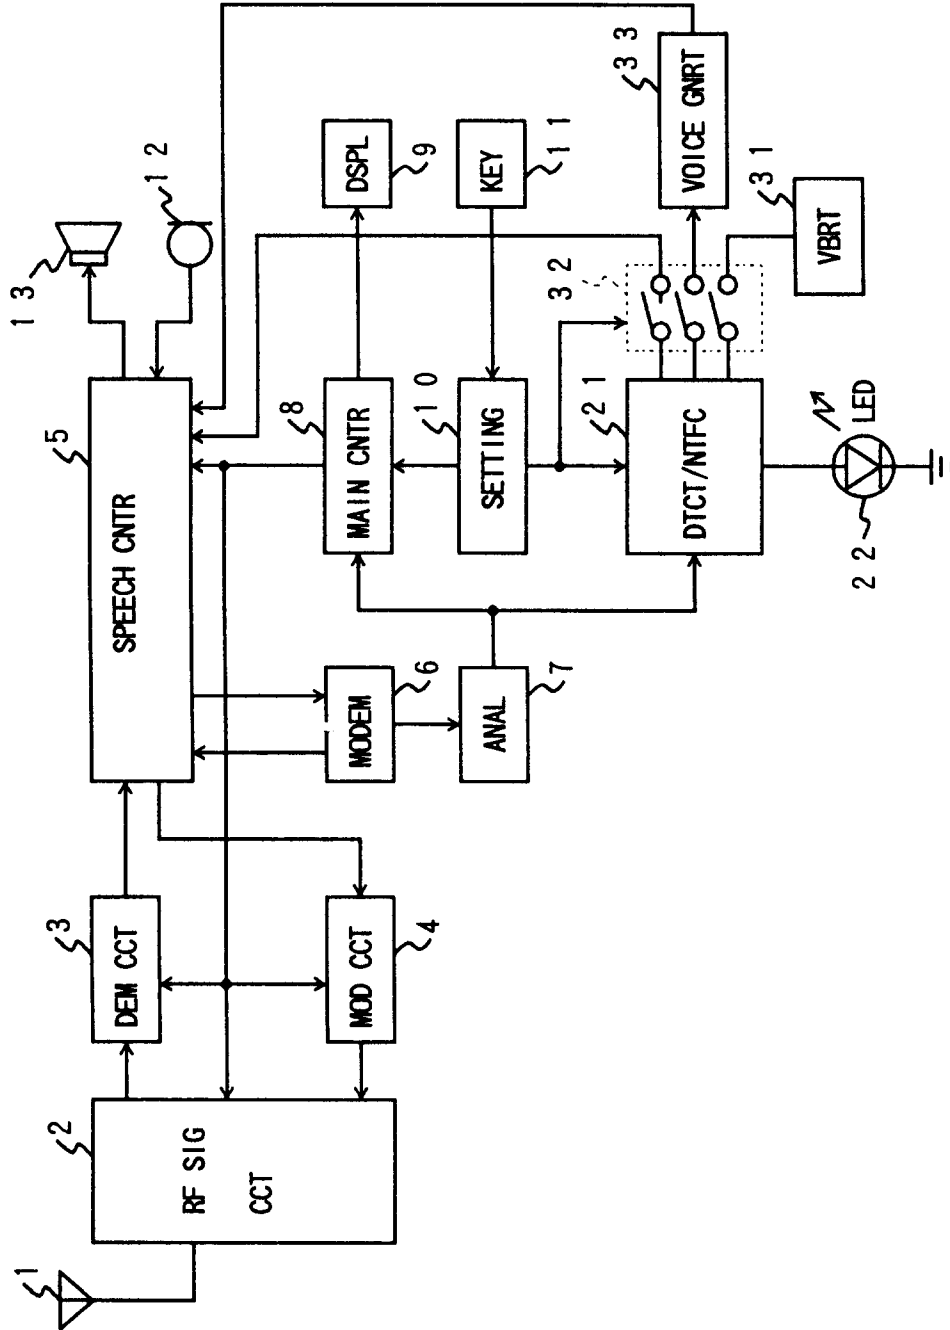 1
2
RF SIG
CCT
3
DEM CCT
4
MOD CCT
5
SPEECH CNTR
13
12
6
MODEM
7
ANAL
8
MAIN CNTR
9
DSPL
10
SETTING
11
KEY
21
DTCT/NTFC
32
33
VOICE GNRT
31
VBRT
22
LED